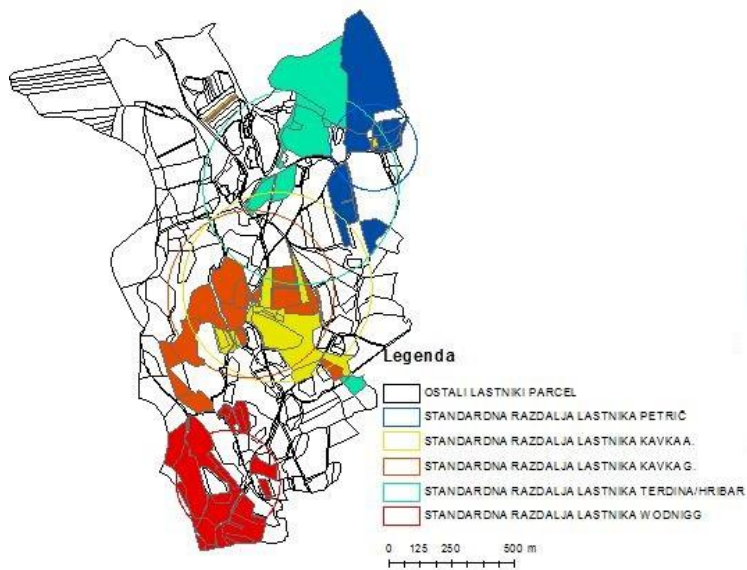 Legenda
OSTALI LASTNIKI PARCEL
STANDARDNA RAZDALJA LASTNIKA PETRIČ
STANDARDNA RAZDALJA LASTNIKA KAVKA A.
STANDARDNA RAZDALJA LASTNIKA KAVKA G.
STANDARDNA RAZDALJA LASTNIKA TERDINA/HRIBAR
STANDARDNA RAZDALJA LASTNIKA WODNIGG
0 125 250 500 m